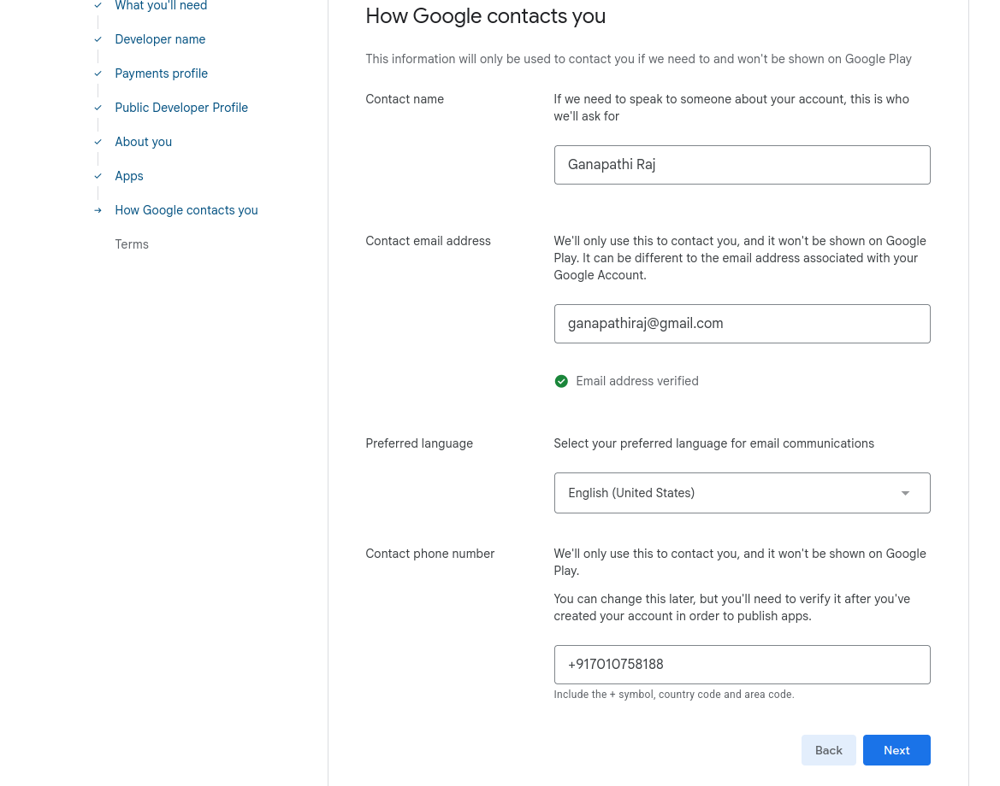 What you'll need
Developer name
Payments profile
Public Developer Profile
About you
Apps
How Google contacts you
Terms
How Google contacts you
This information will only be used to contact you if we need to and won't be shown on Google Play
Contact name
If we need to speak to someone about your account, this is who
we'll ask for
Ganapathi Raj
Contact email address
We'll only use this to contact you, and it won't be shown on Google
Play. It can be different to the email address associated with your
Google Account.
ganapathiraj@gmail.com
Email address verified
Preferred language
Select your preferred language for email communications
English (United States)
Contact phone number
We'll only use this to contact you, and it won't be shown on Google
Play.
You can change this later, but you'll need to verify it after you've
created your account in order to publish apps.
+917010758188
Include the + symbol, country code and area code.
Back
Next